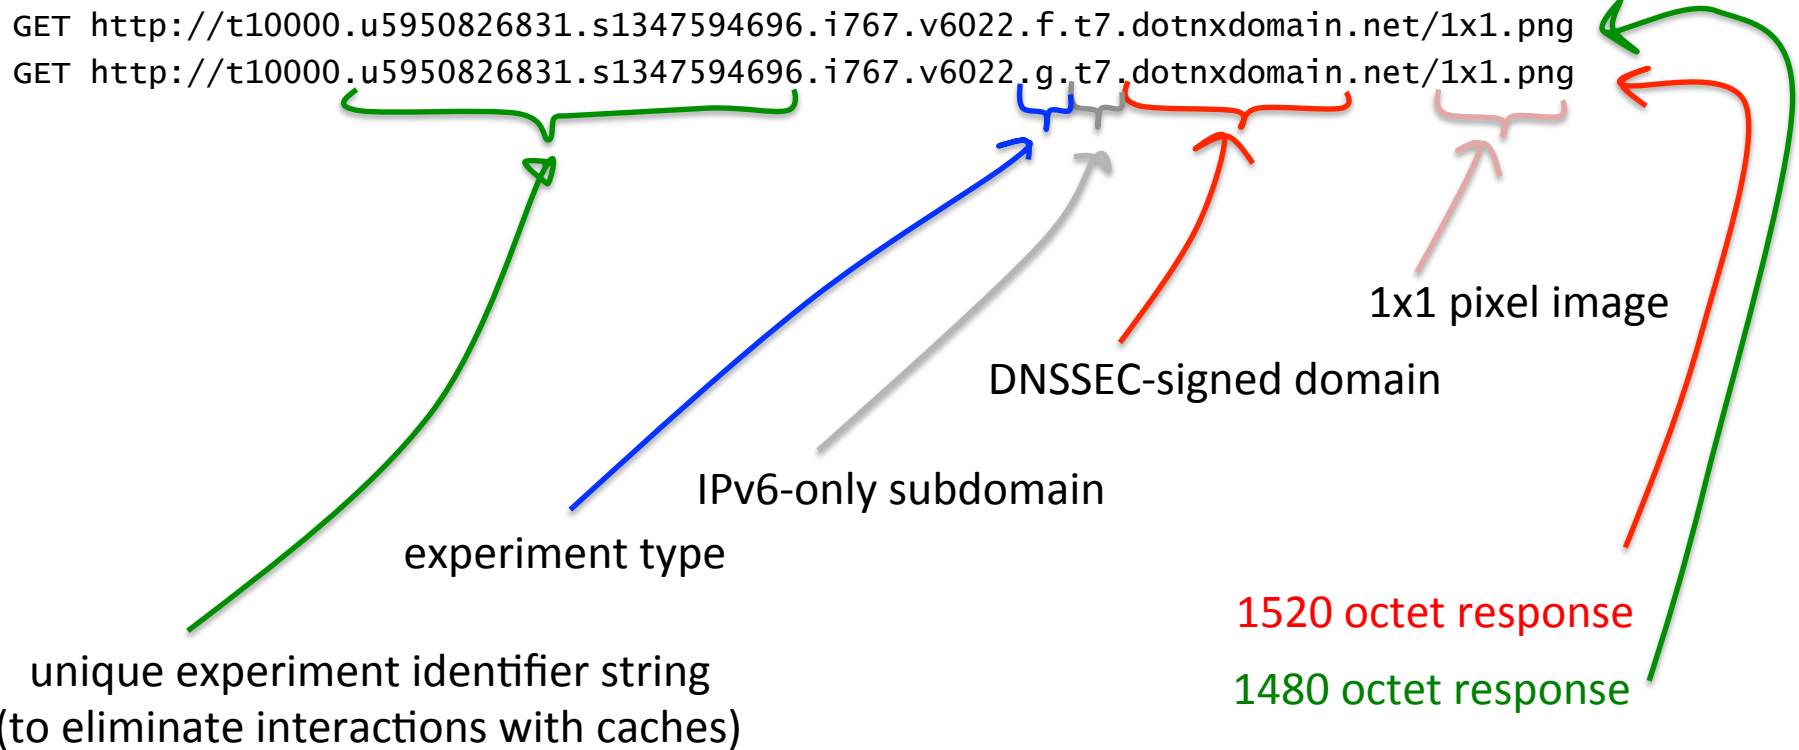 GET http://t10000.u5950826831.s1347594696.i767.v6022.f.t7.dotnxdomain.net/1x1.png
GET http://t10000.u5950826831.s1347594696.i767.v6022.g.t7.dotnxdomain.net/1x1.png
1x1 pixel image
DNSSEC-signed domain
IPv6-only subdomain
experiment type
1520 octet response
1480 octet response
unique experiment identifier string
(to eliminate interactions with caches)